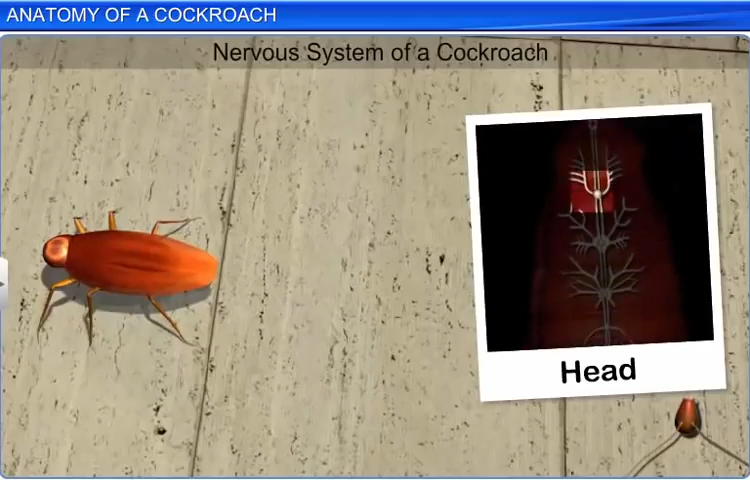 ANATOMY OF A COCKROACH
Nervous System of a Cockroach
Head